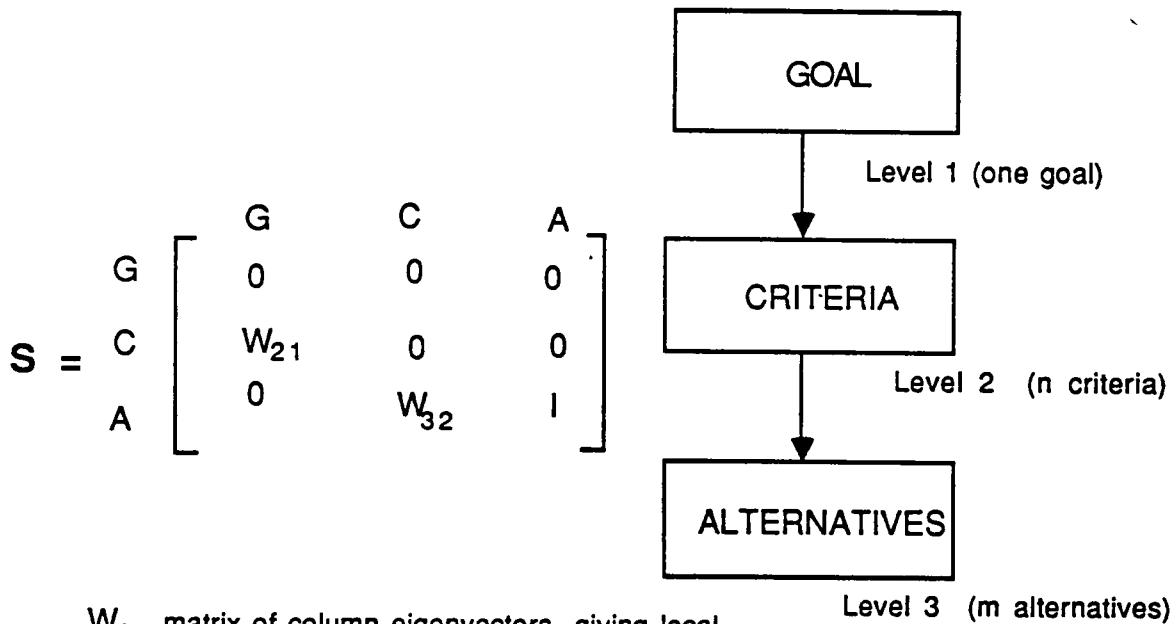 GOAL
Level 1 (one goal)
G C A
G 0 0 0
CRITERIA
S = C W21 0 0
Level 2 (n criteria)
A 0 W32 I
ALTERNATIVES
Level 3 (m alternatives)
matrix of column eigenvectors giving local